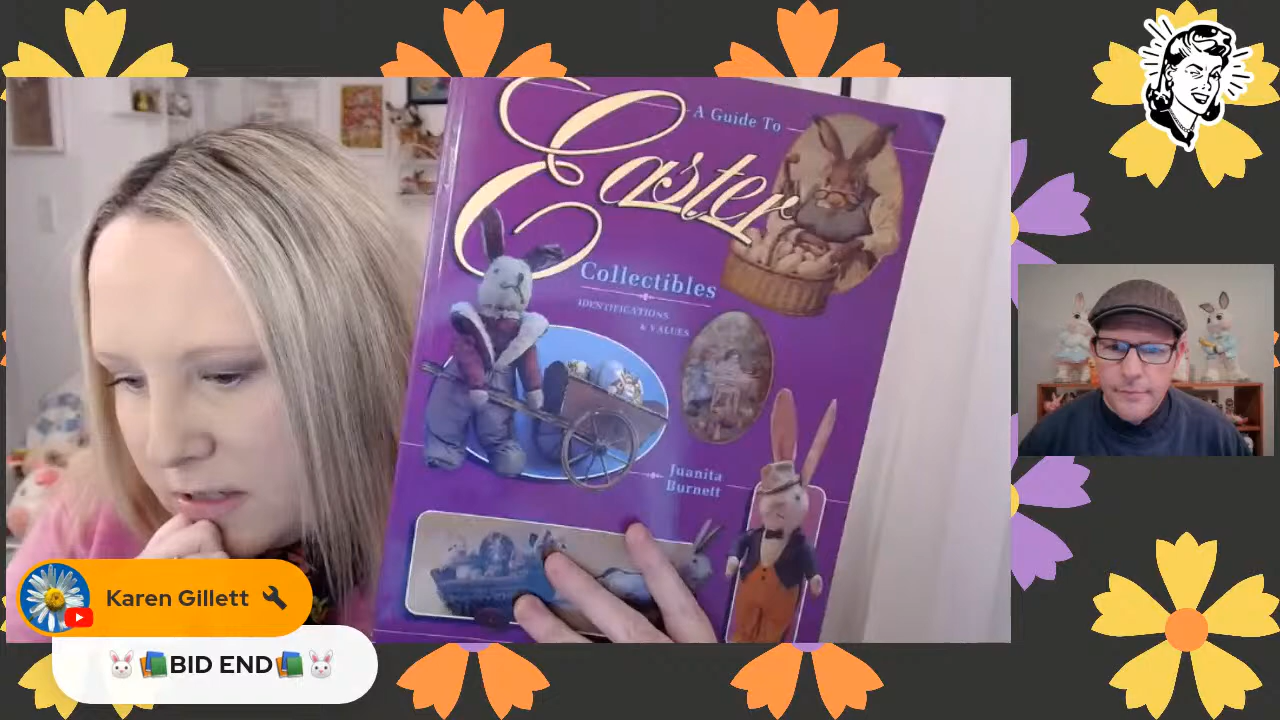 A Guide To
Easter
Collectibles
IDENTIFICATIONS
& VALUES
Juanita
Burnett
Karen Gillett
BID END